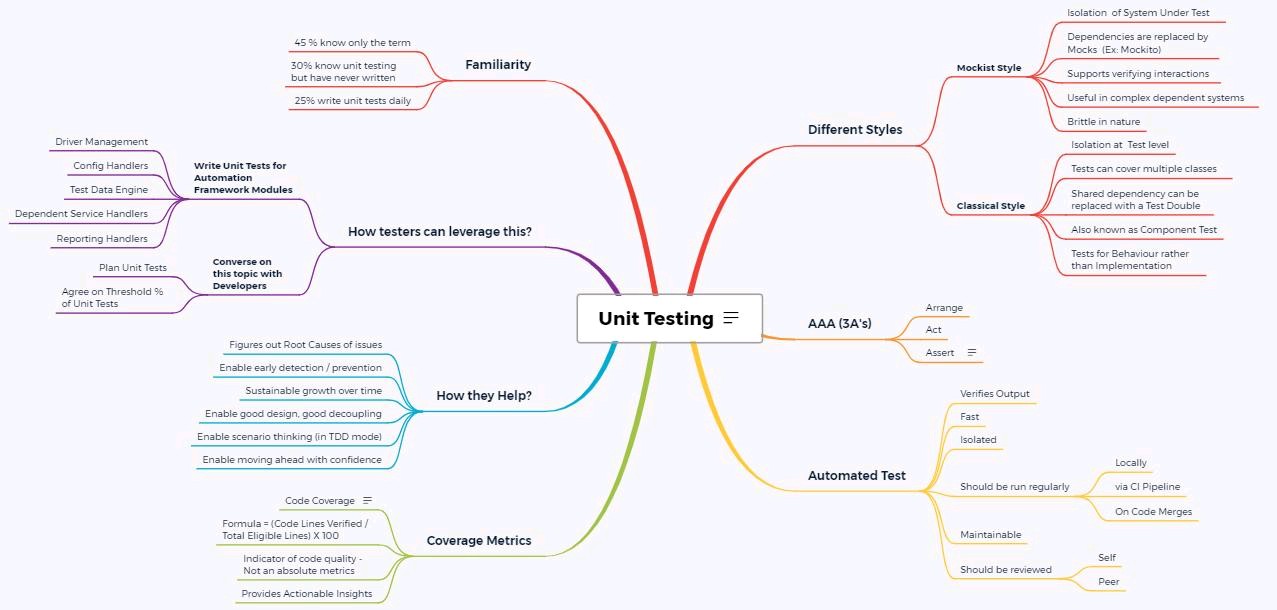 Unit Testing
Familiarity
45 % know only the term
30% know unit testing
but have never written
25% write unit tests daily
How testers can leverage this?
Write Unit Tests for
Automation
Framework Modules
Driver Management
Config Handlers
Test Data Engine
Dependent Service Handlers
Reporting Handlers
Converse on
this topic with
Developers
Plan Unit Tests
Agree on Threshold %
of Unit Tests
How they Help?
Figures out Root Causes of issues
Enable early detection / prevention
Sustainable growth over time
Enable good design, good decoupling
Enable scenario thinking (in TDD mode)
Enable moving ahead with confidence
Coverage Metrics
Code Coverage
Formula = (Code Lines Verified /
Total Eligible Lines) X 100
Indicator of code quality -
Not an absolute metrics
Provides Actionable Insights
Different Styles
Mockist Style
Isolation of System Under Test
Dependencies are replaced by
Mocks (Ex: Mockito)
Supports verifying interactions
Useful in complex dependent systems
Brittle in nature
Classical Style
Isolation at Test level
Tests can cover multiple classes
Shared dependency can be
replaced with a Test Double
Also known as Component Test
Tests for Behaviour rather
than Implementation
AAA (3A's)
Arrange
Act
Assert
Automated Test
Verifies Output
Fast
Isolated
Should be run regularly
Locally
via CI Pipeline
On Code Merges
Maintainable
Should be reviewed
Self
Peer